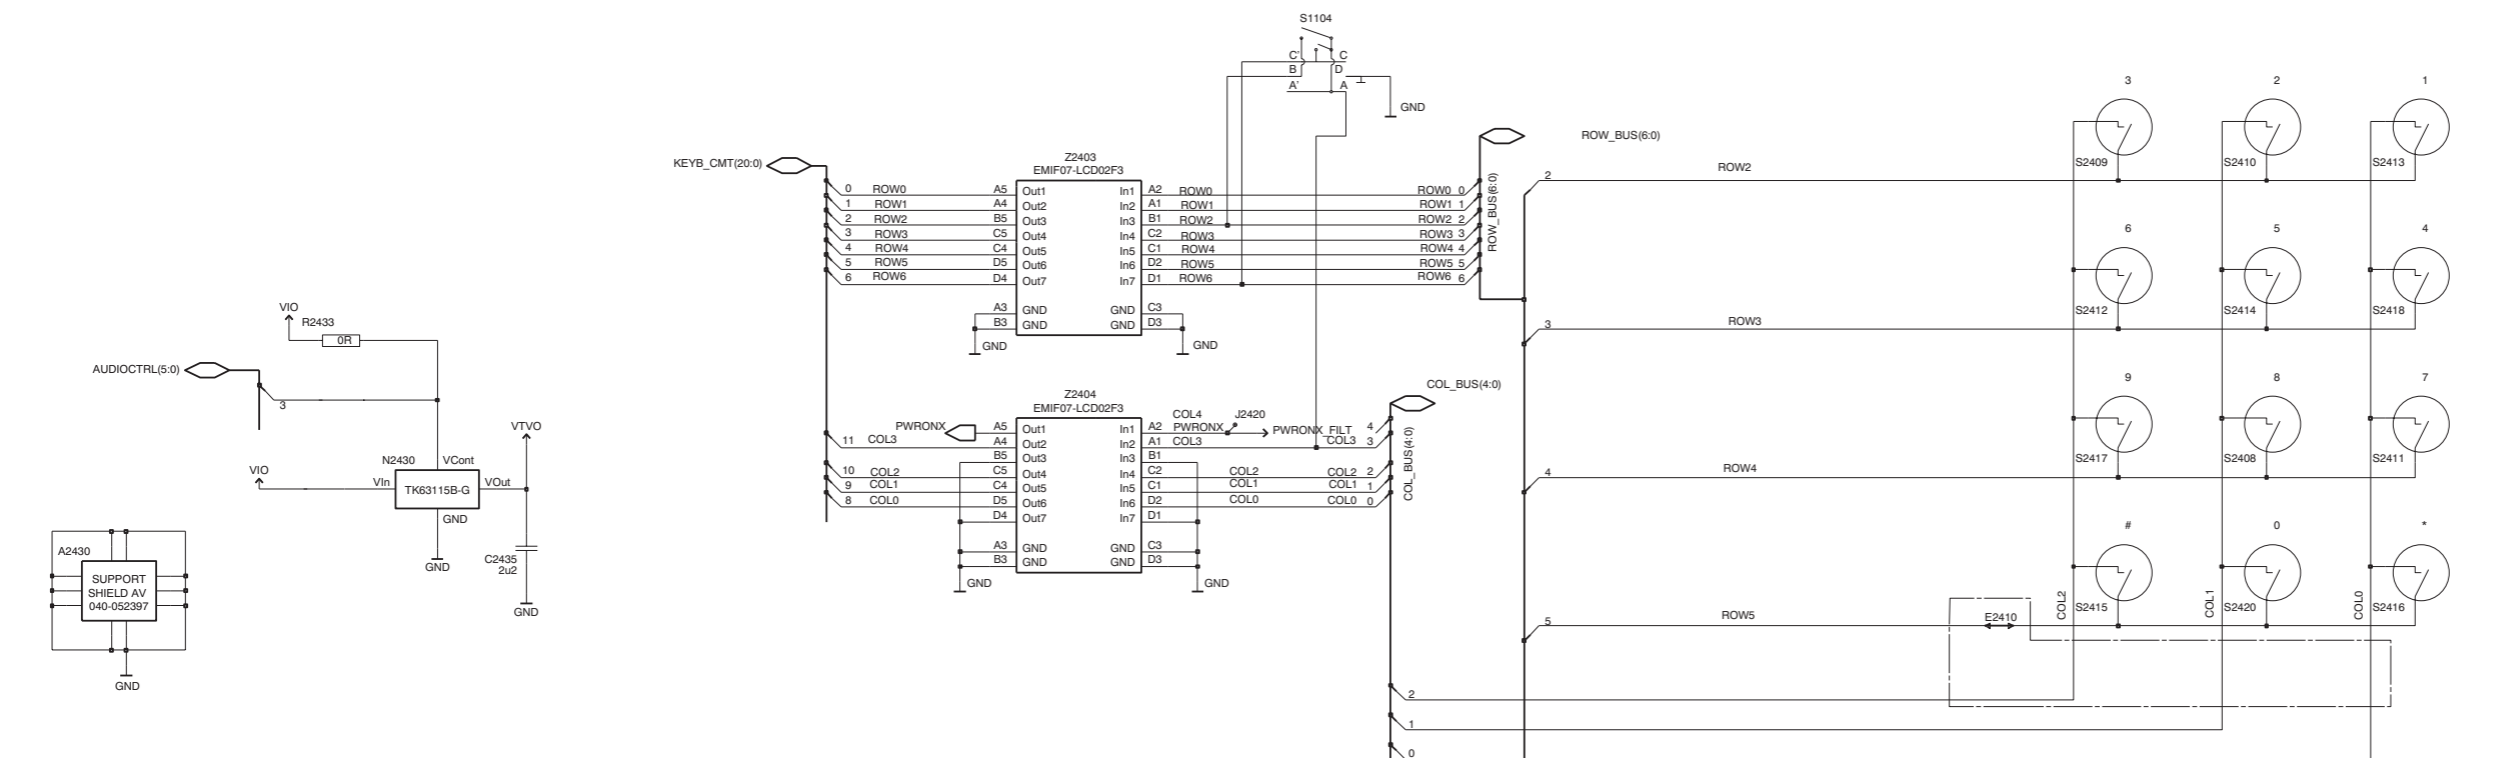 S1104
C' C
B D
A' A
GND
3 2 1
S2409 S2410 S2413
KEYB_CMT(20:0)
Z2403
EMIF07-LCD02F3
ROW_BUS(6:0)
ROW_BUS(6:0)
2 ROW2
0 ROW0 A5 Out1 In1 A2 ROW0 ROW0 0
1 ROW1 A4 Out2 In2 A1 ROW1 ROW1 1
2 ROW2 B5 Out3 In3 B1 ROW2 ROW2 2
3 ROW3 C5 Out4 In4 C2 ROW3 ROW3 3
4 ROW4 C4 Out5 In5 C1 ROW4 ROW4 4
5 ROW5 D5 Out6 In6 D2 ROW5 ROW5 5
6 ROW6 D4 Out7 In7 D1 ROW6 ROW6 6
A3 GND GND C3
B3 GND GND D3
GND GND
6 5 4
S2412 S2414 S2418
3 ROW3
VIO
R2433
0R
AUDIOCTRL(5:0)
3
VTVO
N2430 VCont
VIO
VIn TK63115B-G VOut
GND
GND
C2435
2u2
GND
A2430
SUPPORT
SHIELD AV
040-052397
GND
Z2404
EMIF07-LCD02F3
COL_BUS(4:0)
COL_BUS(4:0)
COL4 J2420
PWRONX A5 Out1 In1 A2 PWRONX PWRONX_FILT 4
11 COL3 A4 Out2 In2 A1 COL3 COL3 3
B5 Out3 In3 B1
10 COL2 C5 Out4 In4 C2 COL2 COL2 2
9 COL1 C4 Out5 In5 C1 COL1 COL1 1
8 COL0 D5 Out6 In6 D2 COL0 COL0 0
D4 Out7 In7 D1
A3 GND GND C3
B3 GND GND D3
GND GND
9 8 7
S2417 S2408 S2411
4 ROW4
# 0 *
COL2 COL1 COL0
S2415 S2420 S2416
5 ROW5 E2410
2
1
0